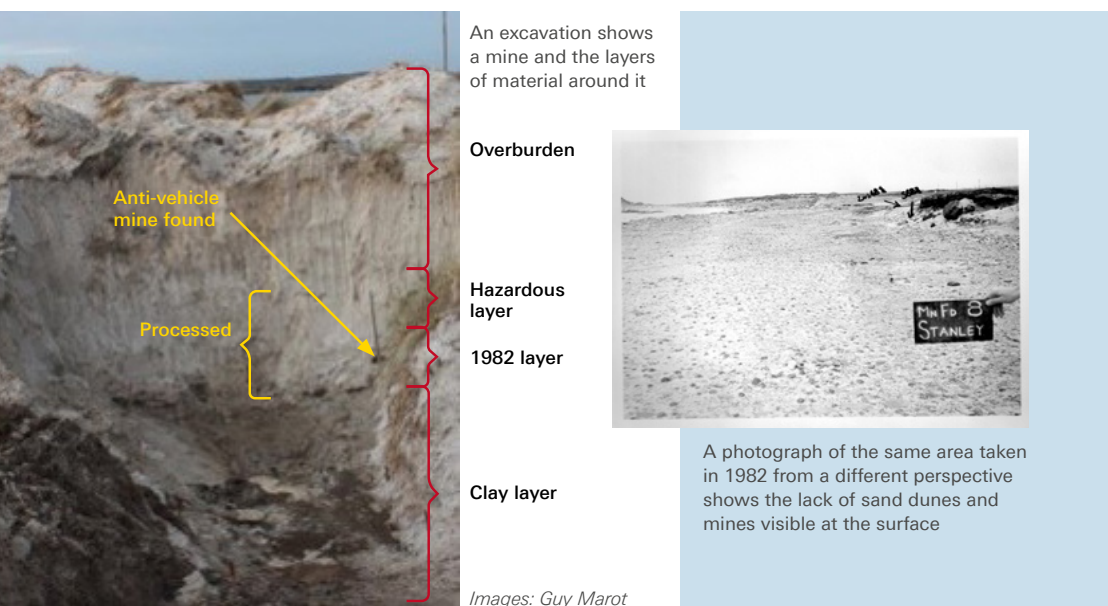 An excavation shows
a mine and the layers
of material around it
Overburden
Anti-vehicle
mine found
Hazardous
layer
Processed
1982 layer
Clay layer
Images: Guy Marot
MNFD 8
STANLEY
A photograph of the same area taken
in 1982 from a different perspective
shows the lack of sand dunes and
mines visible at the surface